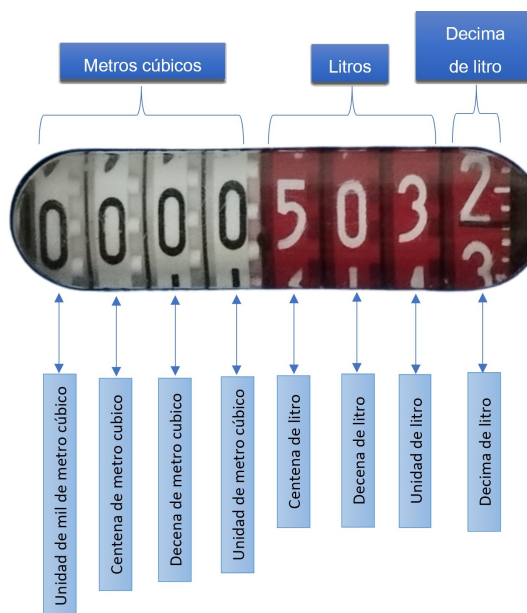 Metros cúbicos
Litros
Decima
de litro
0 0 0 0 5 0 3 2
3
Unidad de mil de metro cúbico
Centena de metro cubico
Decena de metro cubico
Unidad de metro cúbico
Centena de litro
Decena de litro
Unidad de litro
Decima de litro